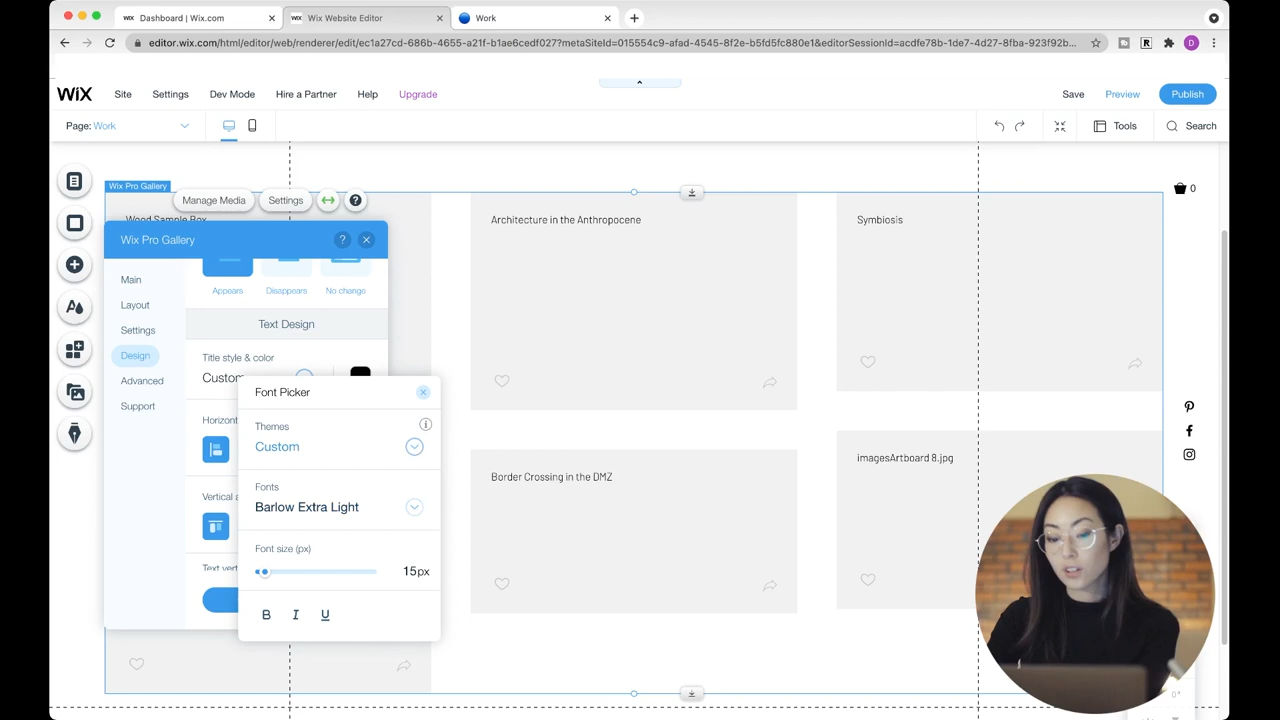 WiX Dashboard | Wix.com
WiX Wix Website Editor
Work
editor.wix.com/html/editor/web/renderer/edit/ec1a27cd-686b-4655-a21f-b1ae6cedf027?metaSiteId=015554c9-afad-4545-8f2e-b5fd5fc880e1&editorSessionId=acdfe78b-1de7-4d27-8fba-923f92b...
R
D
WiX
Site
Settings
Dev Mode
Hire a Partner
Help
Upgrade
Save
Preview
Publish
Page: Work
Tools
Search
Wix Pro Gallery
Manage Media
Settings
?
0
Wood Sample Box
Architecture in the Anthropocene
Symbiosis
Wix Pro Gallery
?
Main
Layout
Settings
Design
Advanced
Support
Appears
Disappears
No change
Text Design
Title style & color
Custom
Horizont
Vertical a
Font Picker
Themes
Custom
Fonts
Barlow Extra Light
Font size (px)
15px
B I U
Border Crossing in the DMZ
imagesArtboard 8.jpg